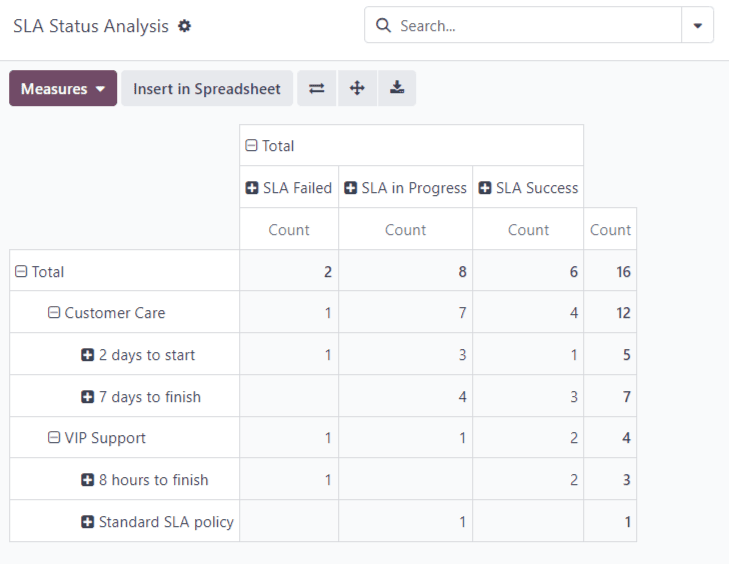 SLA Status Analysis
Search...
Measures Insert in Spreadsheet
Total
SLA Failed SLA in Progress SLA Success
Count Count Count Count
Total 2 8 6 16
Customer Care 1 7 4 12
2 days to start 1 3 1 5
7 days to finish 4 3 7
VIP Support 1 1 2 4
8 hours to finish 1 2 3
Standard SLA policy 1 1